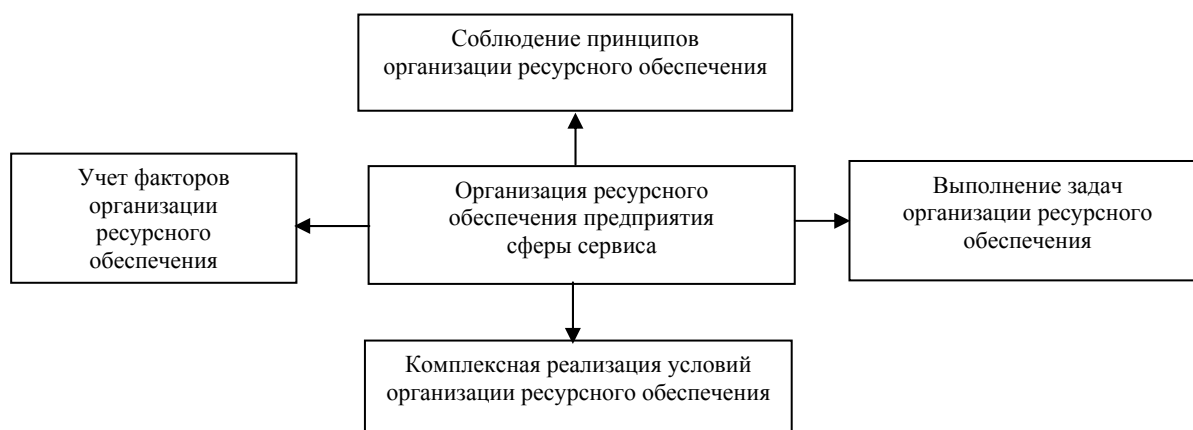 Соблюдение принципов
организации ресурсного обеспечения
Учет факторов
организации
ресурсного
обеспечения
Организация ресурсного
обеспечения предприятия
сферы сервиса
Выполнение задач
организации ресурсного
обеспечения
Комплексная реализация условий
организации ресурсного обеспечения